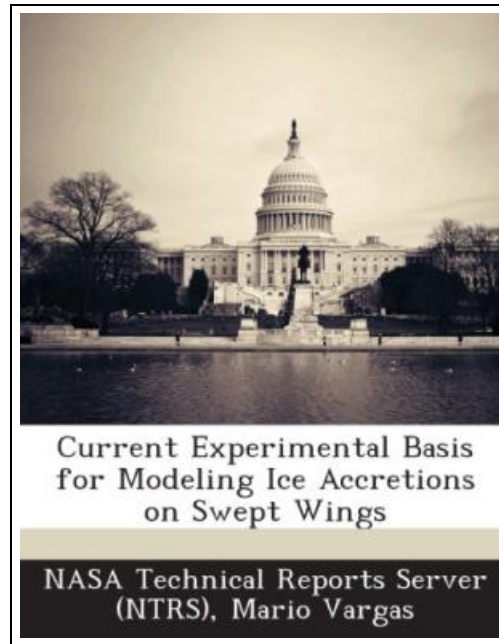 Current Experimental Basis
for Modeling Ice Accretions
on Swept Wings
NASA Technical Reports Server
(NTRS), Mario Vargas